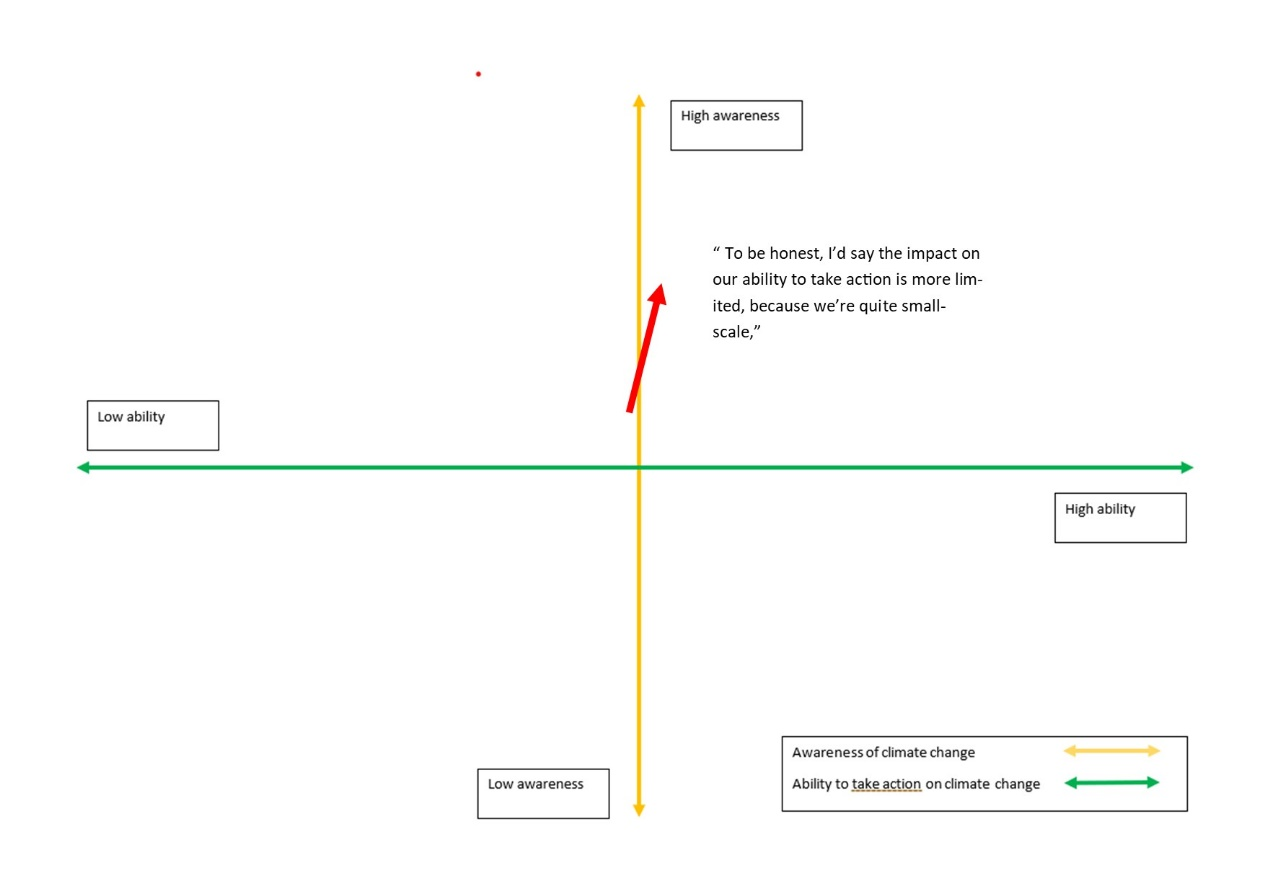 High awareness
“ To be honest, I’d say the impact on
our ability to take action is more lim-
ited, because we’re quite small-
scale,”
Low ability
High ability
Awareness of climate change
Ability to take action on climate change
Low awareness